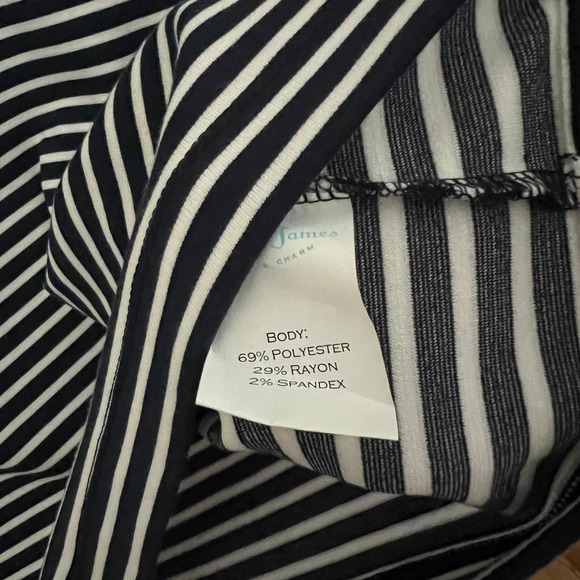 James
CHARM
BODY:
69% POLYESTER
29% RAYON
2% SPANDEX